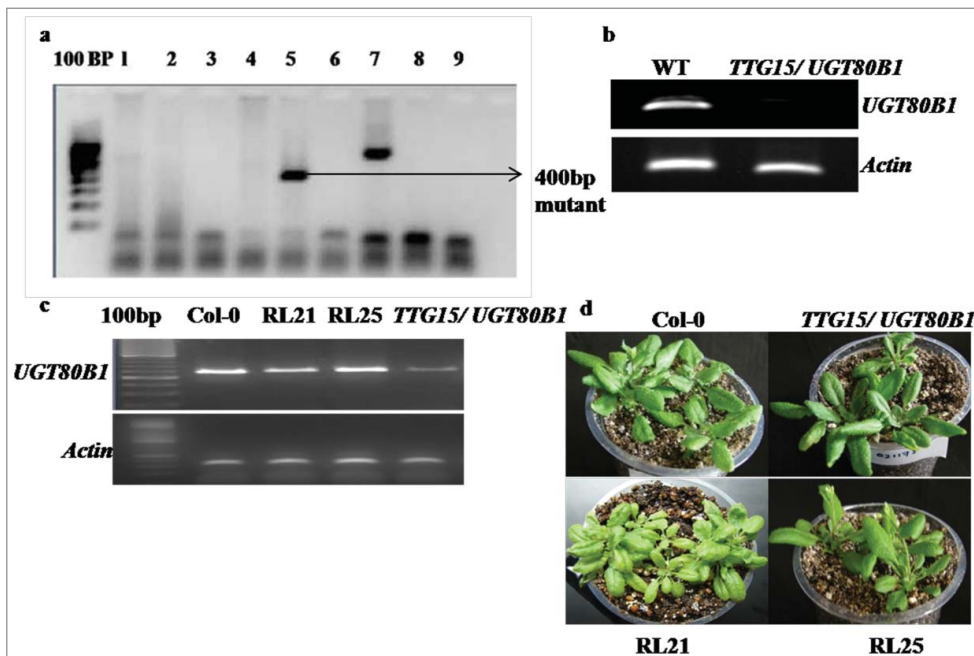 a
100 BP 1 2 3 4 5 6 7 8 9
400bp
mutant
b
WT TTG15/ UGT80B1
UGT80B1
Actin
c
100bp Col-0 RL21 RL25 TTG15/ UGT80B1
UGT80B1
Actin
d
Col-0 TTG15/ UGT80B1
RL21 RL25